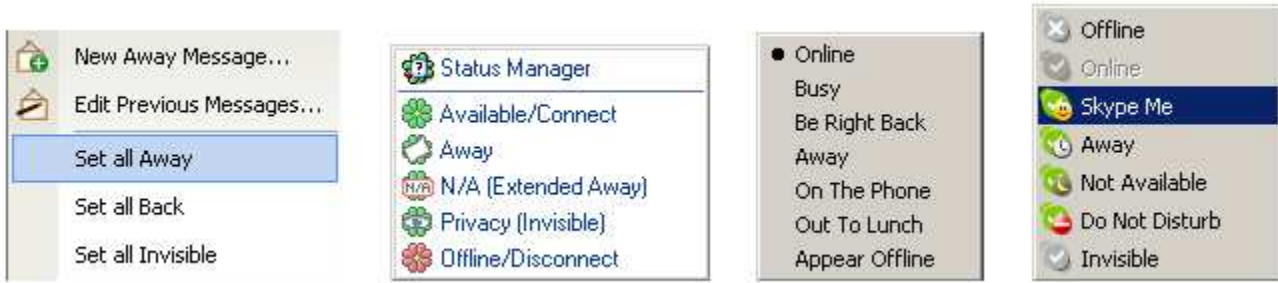 New Away Message...
Edit Previous Messages...
Set all Away
Set all Back
Set all Invisible
Status Manager
Available/Connect
Away
N/A
N/A (Extended Away)
Privacy (Invisible)
Offline/Disconnect
Online
Busy
Be Right Back
Away
On The Phone
Out To Lunch
Appear Offline
Offline
Online
Skype Me
Away
Not Available
Do Not Disturb
Invisible